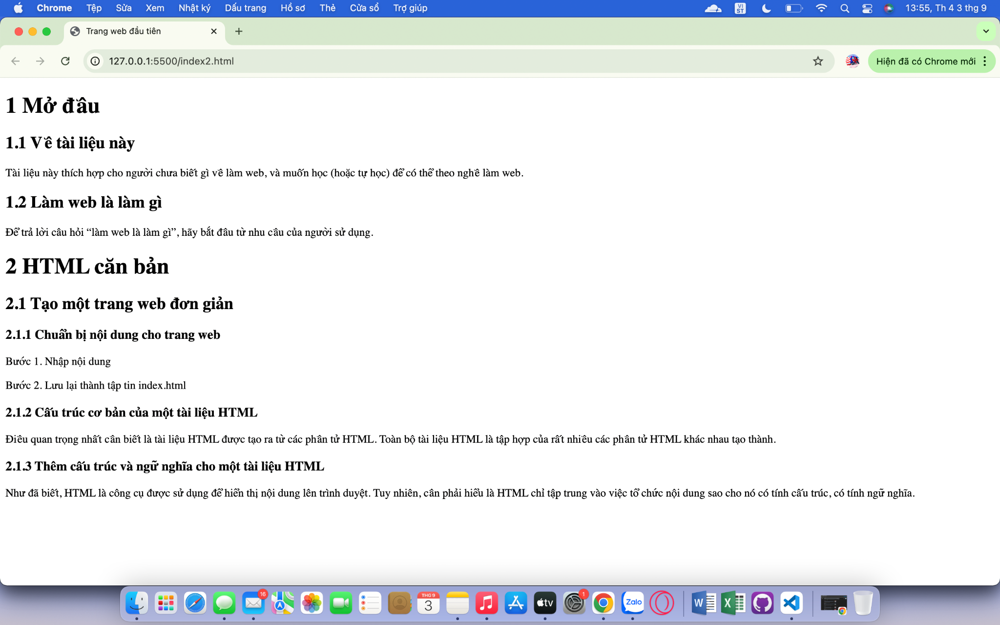 Chrome Tệp Sửa Xem Nhật ký Dấu trang Hồ sơ Thẻ Cửa sổ Trợ giúp VI ST 13:55, Th 4 3 thg 9
Trang web đầu tiên
127.0.0.1:5500/index2.html Hiện đã có Chrome mới
1 Mở đầu
1.1 Về tài liệu này
Tài liệu này thích hợp cho người chưa biết gì về làm web, và muốn học (hoặc tự học) để có thể theo nghề làm web.
1.2 Làm web là làm gì
Để trả lời câu hỏi “làm web là làm gì”, hãy bắt đầu từ nhu cầu của người sử dụng.
2 HTML căn bản
2.1 Tạo một trang web đơn giản
2.1.1 Chuẩn bị nội dung cho trang web
Bước 1. Nhập nội dung
Bước 2. Lưu lại thành tập tin index.html
2.1.2 Cấu trúc cơ bản của một tài liệu HTML
Điều quan trọng nhất cần biết là tài liệu HTML được tạo ra từ các phần tử HTML. Toàn bộ tài liệu HTML là tập hợp của rất nhiều các phần tử HTML khác nhau tạo thành.
2.1.3 Thêm cấu trúc và ngữ nghĩa cho một tài liệu HTML
Như đã biết, HTML là công cụ được sử dụng để hiển thị nội dung lên trình duyệt. Tuy nhiên, cần phải hiểu là HTML chỉ tập trung vào việc tổ chức nội dung sao cho nó có tính cấu trúc, có tính ngữ nghĩa.
16 THG 9 3 tv 1 Zalo W X